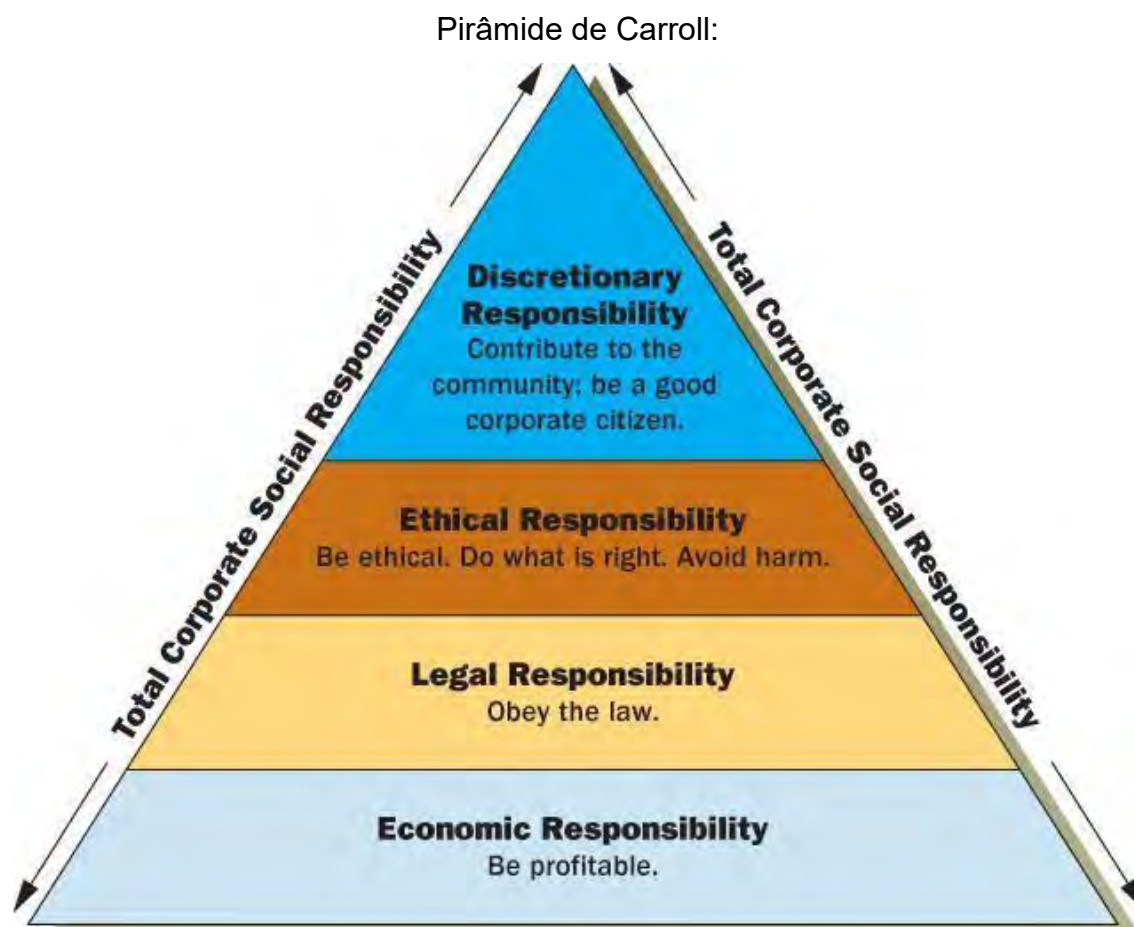 Pirâmide de Carroll:
Total Corporate Social Responsibility
Total Corporate Social Responsibility
Discretionary
Responsibility
Contribute to the
community; be a good
corporate citizen.
Ethical Responsibility
Be ethical. Do what is right. Avoid harm.
Legal Responsibility
Obey the law.
Economic Responsibility
Be profitable.